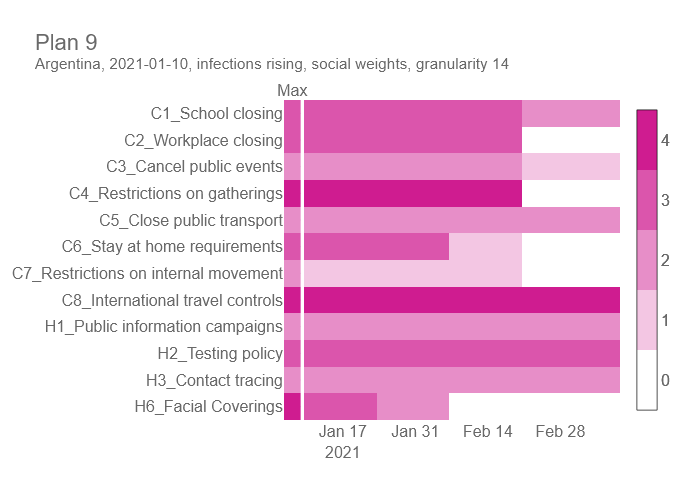 Plan 9
Argentina, 2021-01-10, infections rising, social weights, granularity 14
Max
C1_School closing
C2_Workplace closing
C3_Cancel public events
C4_Restrictions on gatherings
C5_Close public transport
C6_Stay at home requirements
C7_Restrictions on internal movement
C8_International travel controls
H1_Public information campaigns
H2_Testing policy
H3_Contact tracing
H6_Facial Coverings
Jan 17 Jan 31 Feb 14 Feb 28
2021
4
3
2
1
0